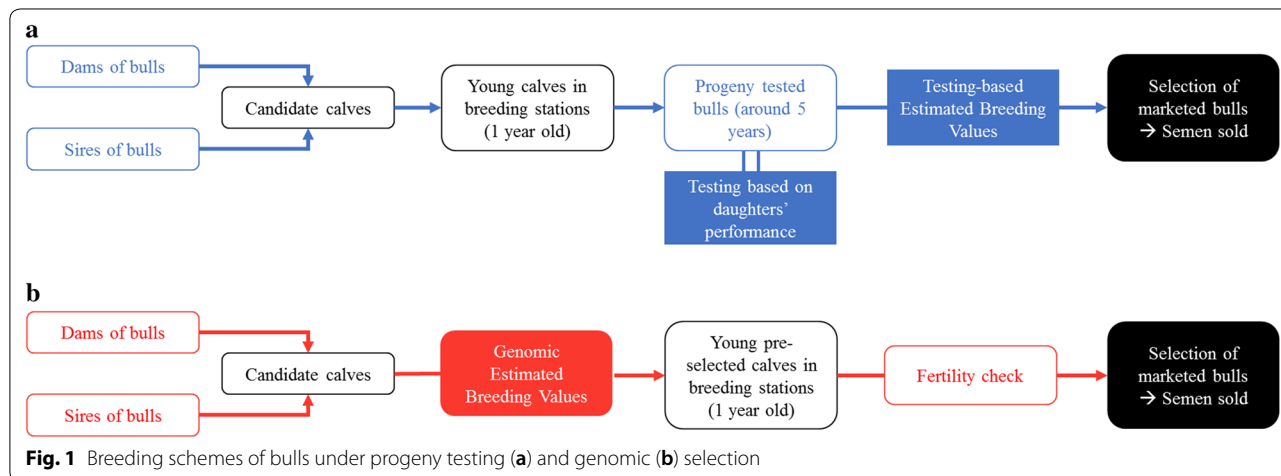 a
Dams of bulls
Sires of bulls
Candidate calves
Young calves in
breeding stations
(1 year old)
Progeny tested
bulls (around 5
years)
Testing based on
daughters'
performance
Testing-based
Estimated Breeding
Values
Selection of
marketed bulls
→ Semen sold
b
Dams of bulls
Sires of bulls
Candidate calves
Genomic
Estimated
Breeding Values
Young pre-
selected calves in
breeding stations
(1 year old)
Fertility check
Selection of
marketed bulls
→ Semen sold
Fig. 1 Breeding schemes of bulls under progeny testing (a) and genomic (b) selection